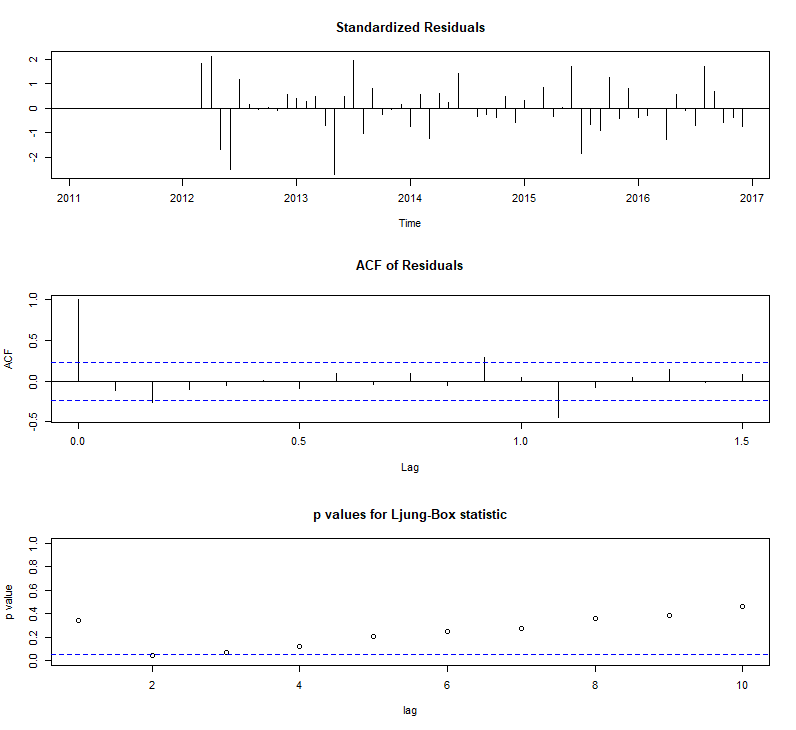 Standardized Residuals
2
1
0
-1
-2
2011 2012 2013 2014 2015 2016 2017
Time
ACF of Residuals
1.0
0.5
0.0
-0.5
ACF
0.0 0.5 1.0 1.5
Lag
p values for Ljung-Box statistic
1.0
0.8
0.6
0.4
0.2
0.0
p value
2 4 6 8 10
lag